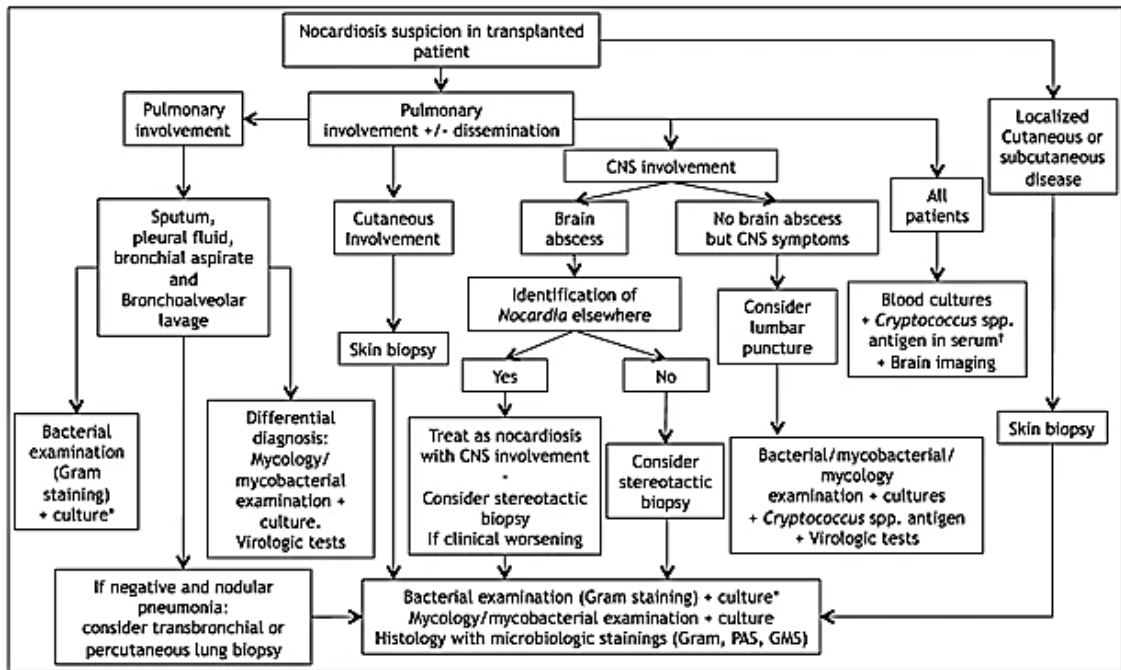 Nocardiosis suspicion in transplanted
patient
Pulmonary
involvement
Pulmonary
involvement +/- dissemination
Localized
Cutaneous or
subcutaneous
disease
CNS involvement
All
patients
Sputum,
pleural fluid,
bronchial aspirate
and
Bronchoalveolar
lavage
Cutaneous
Involvement
Brain
abscess
No brain abscess
but CNS symptoms
Identification of
Nocardia elsewhere
Consider
lumbar
puncture
Blood cultures
+ Cryptococcus spp.
antigen in serum†
+ Brain imaging
Skin biopsy
Yes
No
Bacterial
examination
(Gram
staining)
+ culture*
Differential
diagnosis:
Mycology/
mycobacterial
examination +
culture.
Virologic tests
Treat as nocardiosis
with CNS involvement
-
Consider stereotactic
biopsy
If clinical worsening
Consider
stereotactic
biopsy
Bacterial/mycobacterial/
mycology
examination + cultures
+ Cryptococcus spp. antigen
+ Virologic tests
Skin biopsy
If negative and nodular
pneumonia:
consider transbronchial or
percutaneous lung biopsy
Bacterial examination (Gram staining) + culture*
Mycology/mycobacterial examination + culture
Histology with microbiologic stainings (Gram, PAS, GMS)